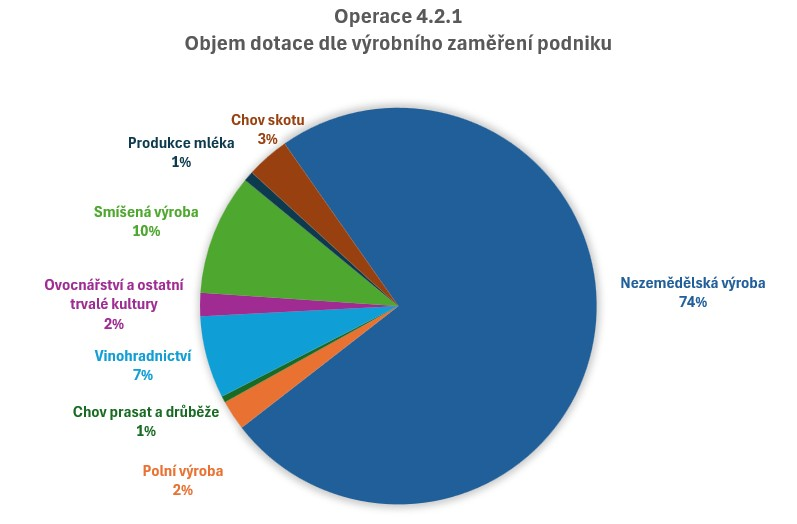 Operace 4.2.1
Objem dotace dle výrobního zaměření podniku
Chov skotu
3%
Produkce mléka
1%
Smíšená výroba
10%
Nezemědělská výroba
74%
Ovocnářství a ostatní
trvalé kultury
2%
Vinohradnictví
7%
Chov prasat a drůbeže
1%
Polní výroba
2%